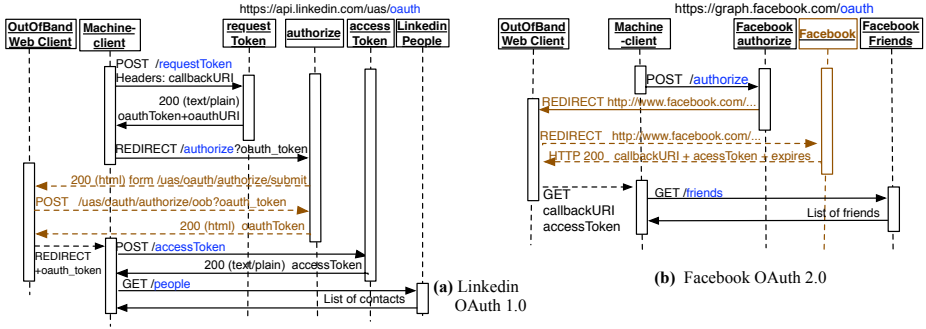 https://api.linkedin.com/uas/oauth
OutOfBand
Web Client
Machine-
client
request
Token
authorize
access
Token
Linkedin
People
POST /requestToken
Headers: callbackURI
200 (text/plain)
oauthToken+oauthURI
REDIRECT /authorize?oauth_token
200 (html) form /uas/oauth/authorize/submit
POST /uas/oauth/authorize/oob?oauth_token
200 (html) oauthToken
REDIRECT
+oauth_token
POST /accessToken
200 (text/plain) accessToken
GET /people
List of contacts
(a) Linkedin
OAuth 1.0
https://graph.facebook.com/oauth
OutOfBand
Web Client
Machine
-client
Facebook
authorize
Facebook
Facebook
Friends
POST /authorize
REDIRECT http://www.facebook.com/...
REDIRECT http://www.facebook.com/...
HTTP 200 callbackURI + acessToken + expires
GET
callbackURI
accessToken
GET /friends
List of friends
(b) Facebook OAuth 2.0